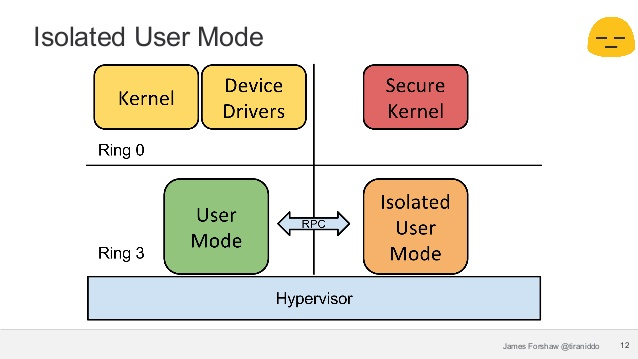 Isolated User Mode
Kernel
Device
Drivers
Secure
Kernel
Ring 0
User
Mode
RPC
Isolated
User
Mode
Ring 3
Hypervisor
James Forshaw @tiraniddo
12